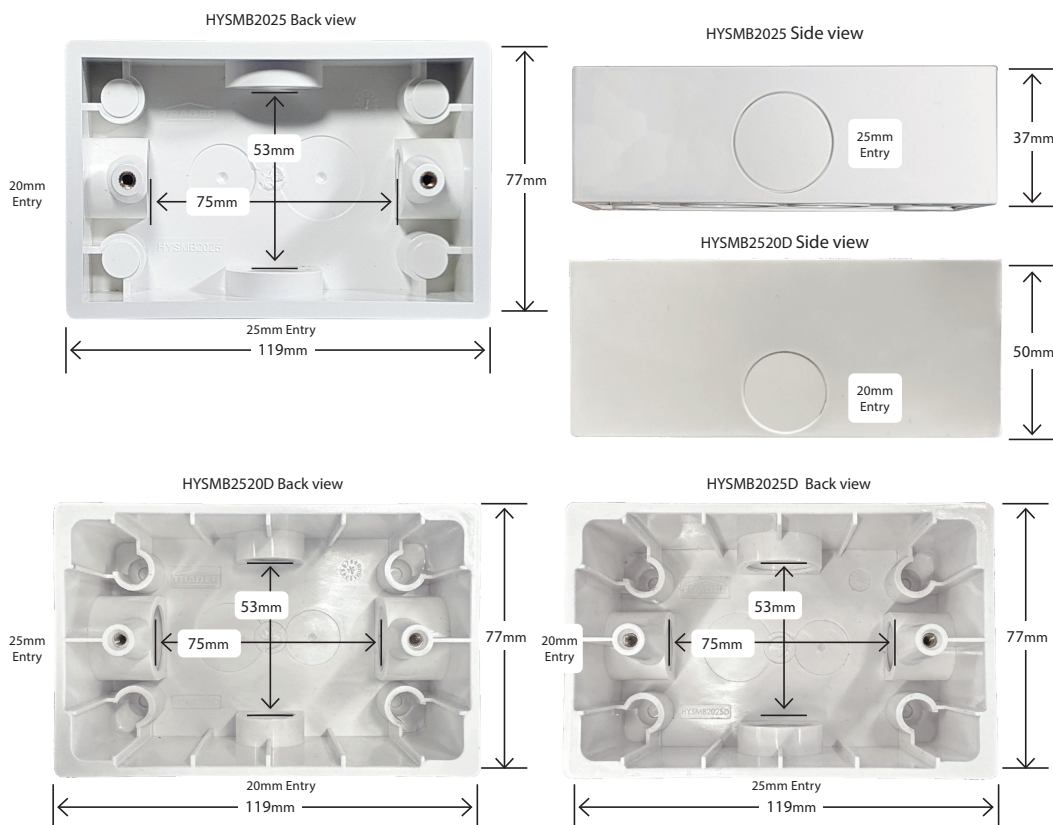 HYSMB2025 Back view
53mm
75mm
20mm
Entry
HYSMB2025
77mm
25mm Entry
119mm
HYSMB2025 Side view
25mm
Entry
37mm
HYSMB2520D Side view
20mm
Entry
50mm
HYSMB2520D Back view
TRADER
53mm
75mm
25mm
Entry
77mm
20mm Entry
119mm
HYSMB2025D Back view
53mm
75mm
20mm
Entry
HYSMB2025D
77mm
25mm Entry
119mm